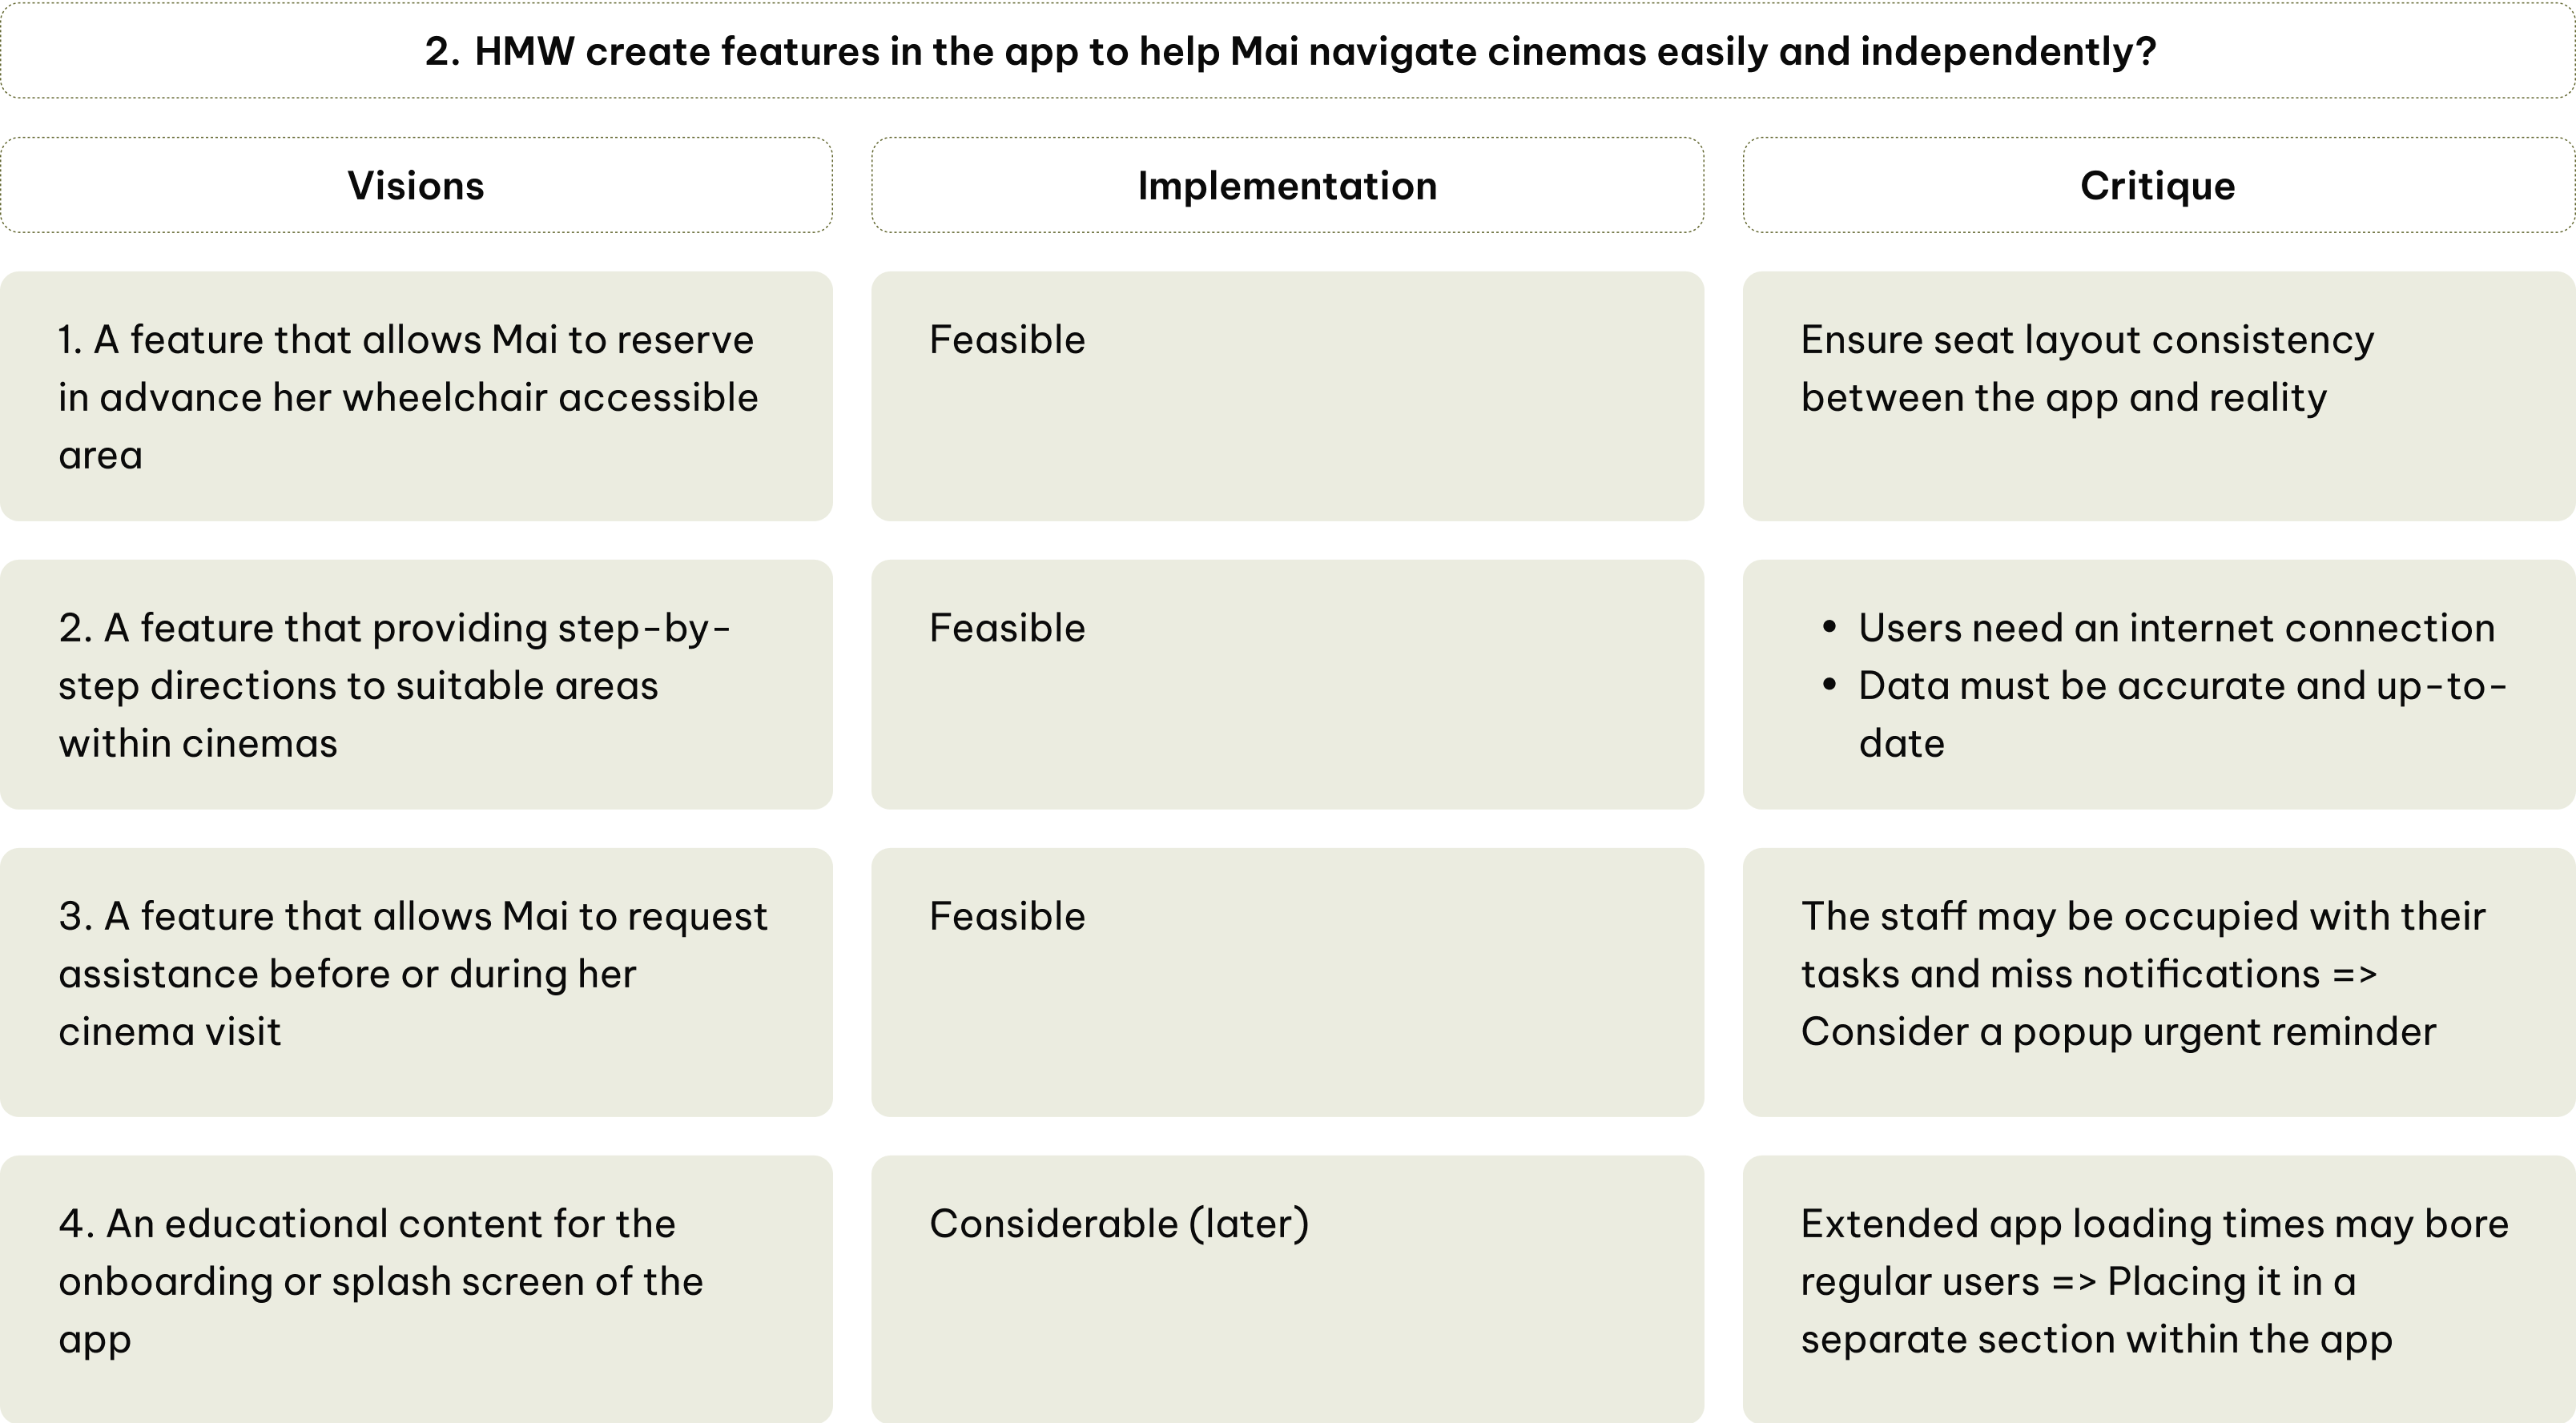 2. HMW create features in the app to help Mai navigate cinemas easily and independently?
Visions
Implementation
Critique
1. A feature that allows Mai to reserve
in advance her wheelchair accessible
area
Feasible
Ensure seat layout consistency
between the app and reality
2. A feature that providing step-by-
step directions to suitable areas
within cinemas
Feasible
• Users need an internet connection
• Data must be accurate and up-to-
date
3. A feature that allows Mai to request
assistance before or during her
cinema visit
Feasible
The staff may be occupied with their
tasks and miss notifications =>
Consider a popup urgent reminder
4. An educational content for the
onboarding or splash screen of the
app
Considerable (later)
Extended app loading times may bore
regular users => Placing it in a
separate section within the app